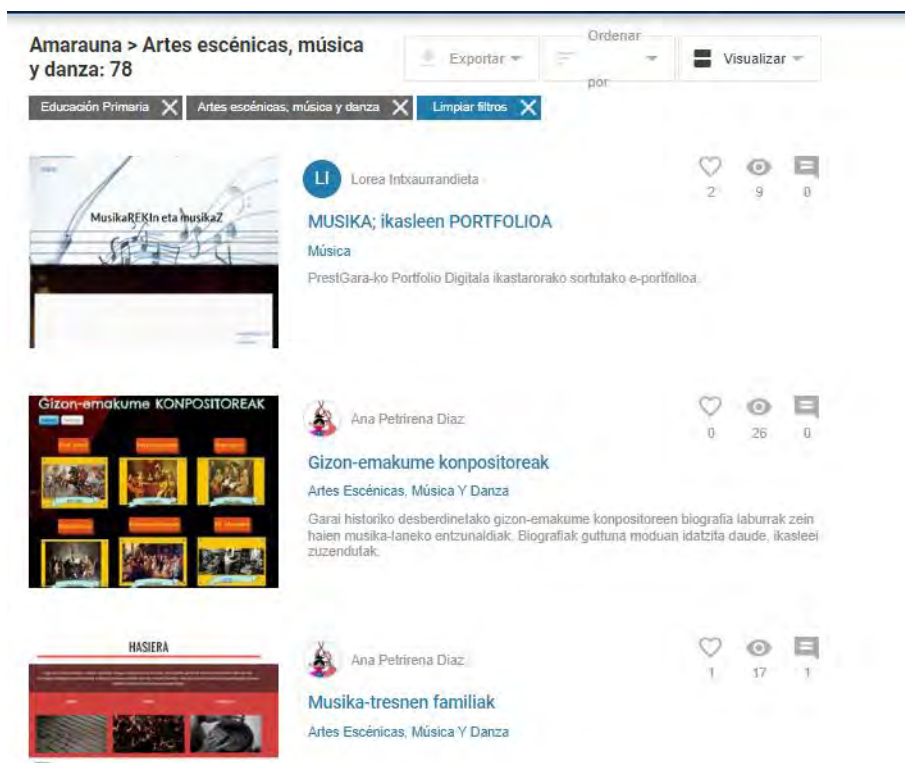 Amarauna > Artes escénicas, música
y danza: 78
Exportar
Ordenar
por
Visualizar
Educación Primaria
Artes escénicas, música y danza
Limpiar filtros
MusikaREKIn eta musikaZ
LI
Lorea Intxaurrandieta
2 9 0
MUSIKA; ikasleen PORTFOLIOA
Música
PrestGara-ko Portfolio Digitala ikastarorako sortutako e-portfolioa.
Gizon-emakume KONPOSITOREAK
Ana Petrirena Diaz
0 26 0
Gizon-emakume konpositoreak
Artes Escénicas, Música Y Danza
Garai historiko desberdinetako gizon-emakume konpositoreen biografia laburrak zein
haien musika-laneko entzunaldiak. Biografiak guttuna moduan idatzita daude, ikasleei
zuzendutak.
HASIERA
Ana Petrirena Diaz
1 17 1
Musika-tresnen familiak
Artes Escénicas, Música Y Danza